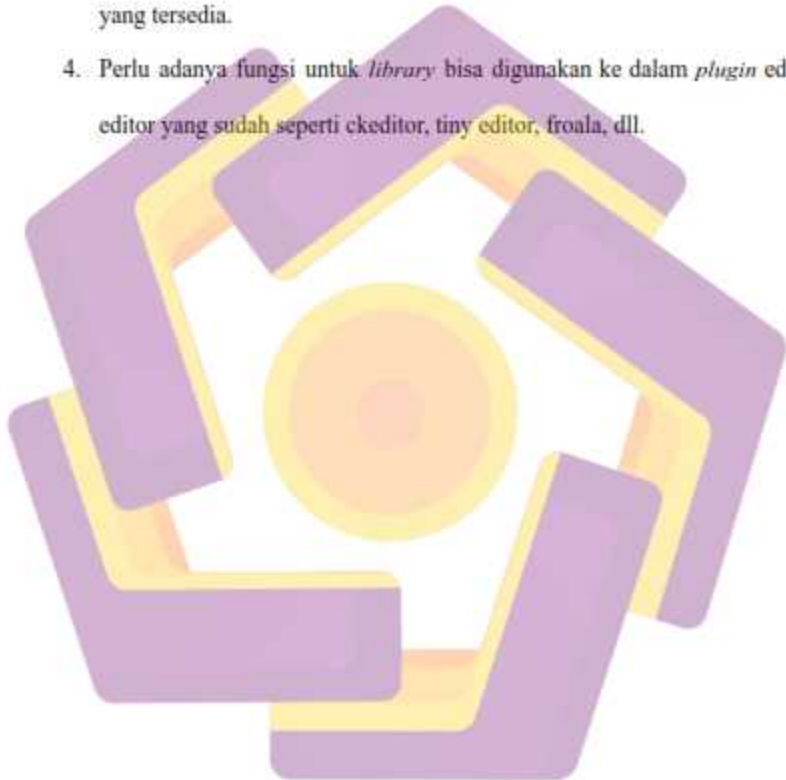 yang tersedia.
4. Perlu adanya fungsi untuk library bisa digunakan ke dalam plugin
editor yang sudah seperti ckeditor, tiny editor, froala, dll.